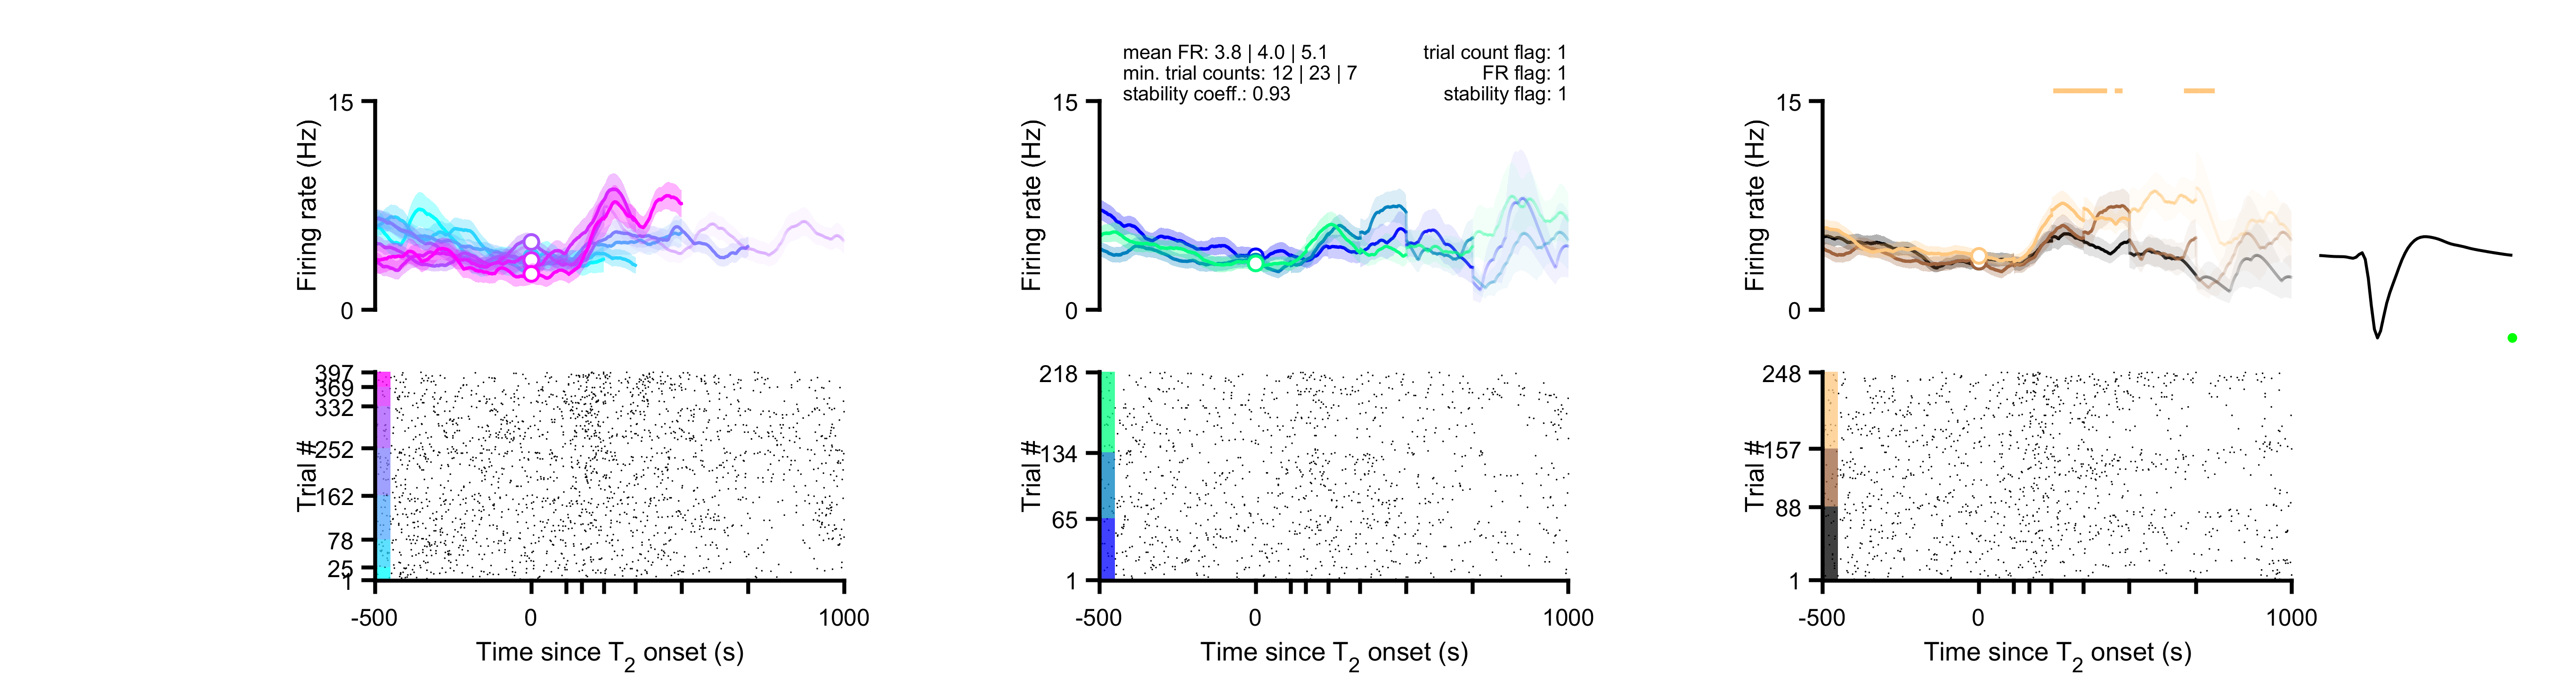 mean FR: 3.8 | 4.0 | 5.1
min. trial counts: 12 | 23 | 7
stability coeff.: 0.93
trial count flag: 1
FR flag: 1
stability flag: 1
Firing rate (Hz)
15
0
Firing rate (Hz)
15
0
Firing rate (Hz)
15
0
Trial #
397
369
332
252
162
78
25
1
-500
0
1000
Time since T2 onset (s)
Trial #
218
134
65
1
-500
0
1000
Time since T2 onset (s)
Trial #
248
157
88
1
-500
0
1000
Time since T2 onset (s)